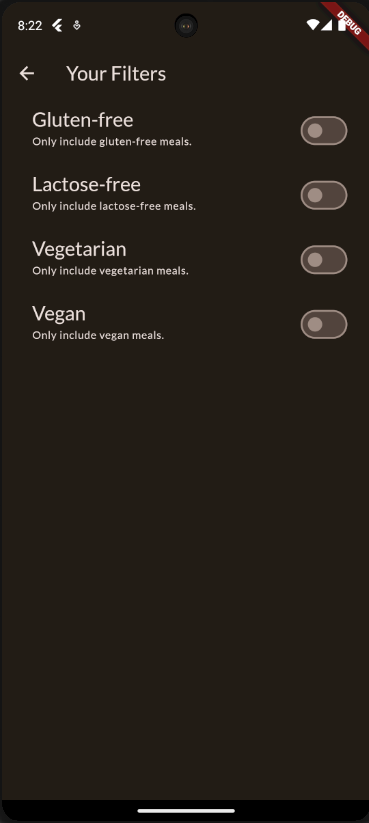 8:22
DEBUG
Your Filters
Gluten-free
Only include gluten-free meals.
Lactose-free
Only include lactose-free meals.
Vegetarian
Only include vegetarian meals.
Vegan
Only include vegan meals.